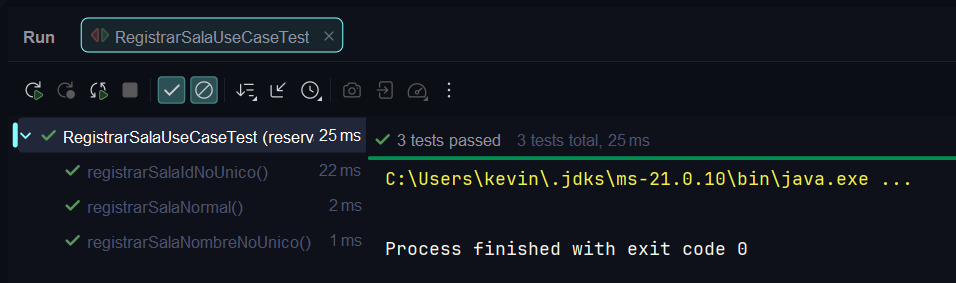 Run RegistrarSalaUseCaseTest
RegistrarSalaUseCaseTest (reserv 25 ms
registrarSalaIdNoUnico() 22 ms
registrarSalaNormal() 2 ms
registrarSalaNombreNoUnico() 1 ms
3 tests passed 3 tests total, 25 ms
C:\Users\kevin\.jdks\ms-21.0.10\bin\java.exe ...
Process finished with exit code 0